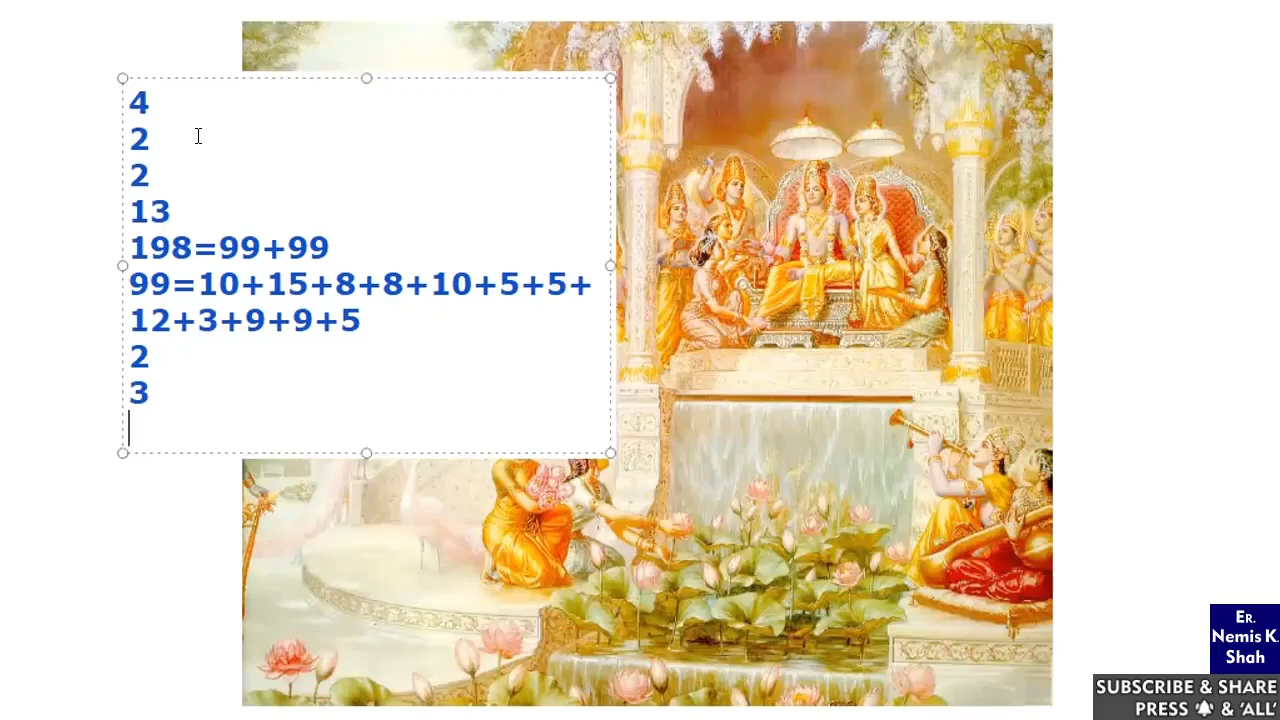 4
2
2
13
198=99+99
99=10+15+8+8+10+5+5+
12+3+9+9+5
2
3
Er.
Nemis K.
Shah
SUBSCRIBE & SHARE
PRESS 🔔 & 'ALL'